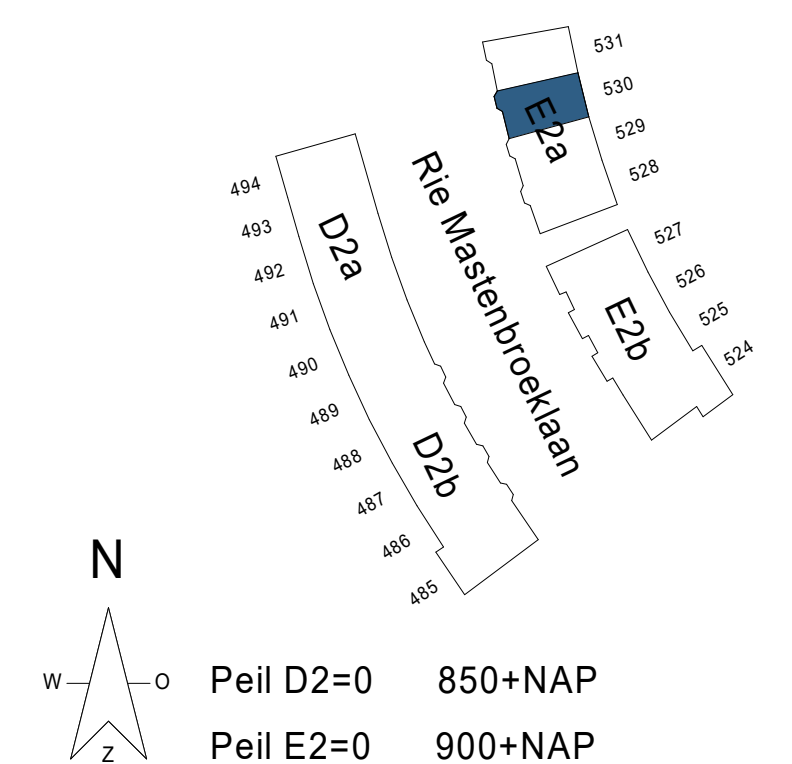 531
530
529
528
E2a
494
493
492
491
490
489
488
487
486
485
D2a
D2b
Rie Mastenbroeklaan
527
526
525
524
E2b
N
W
O
Z
Peil D2=0 850+NAP
Peil E2=0 900+NAP